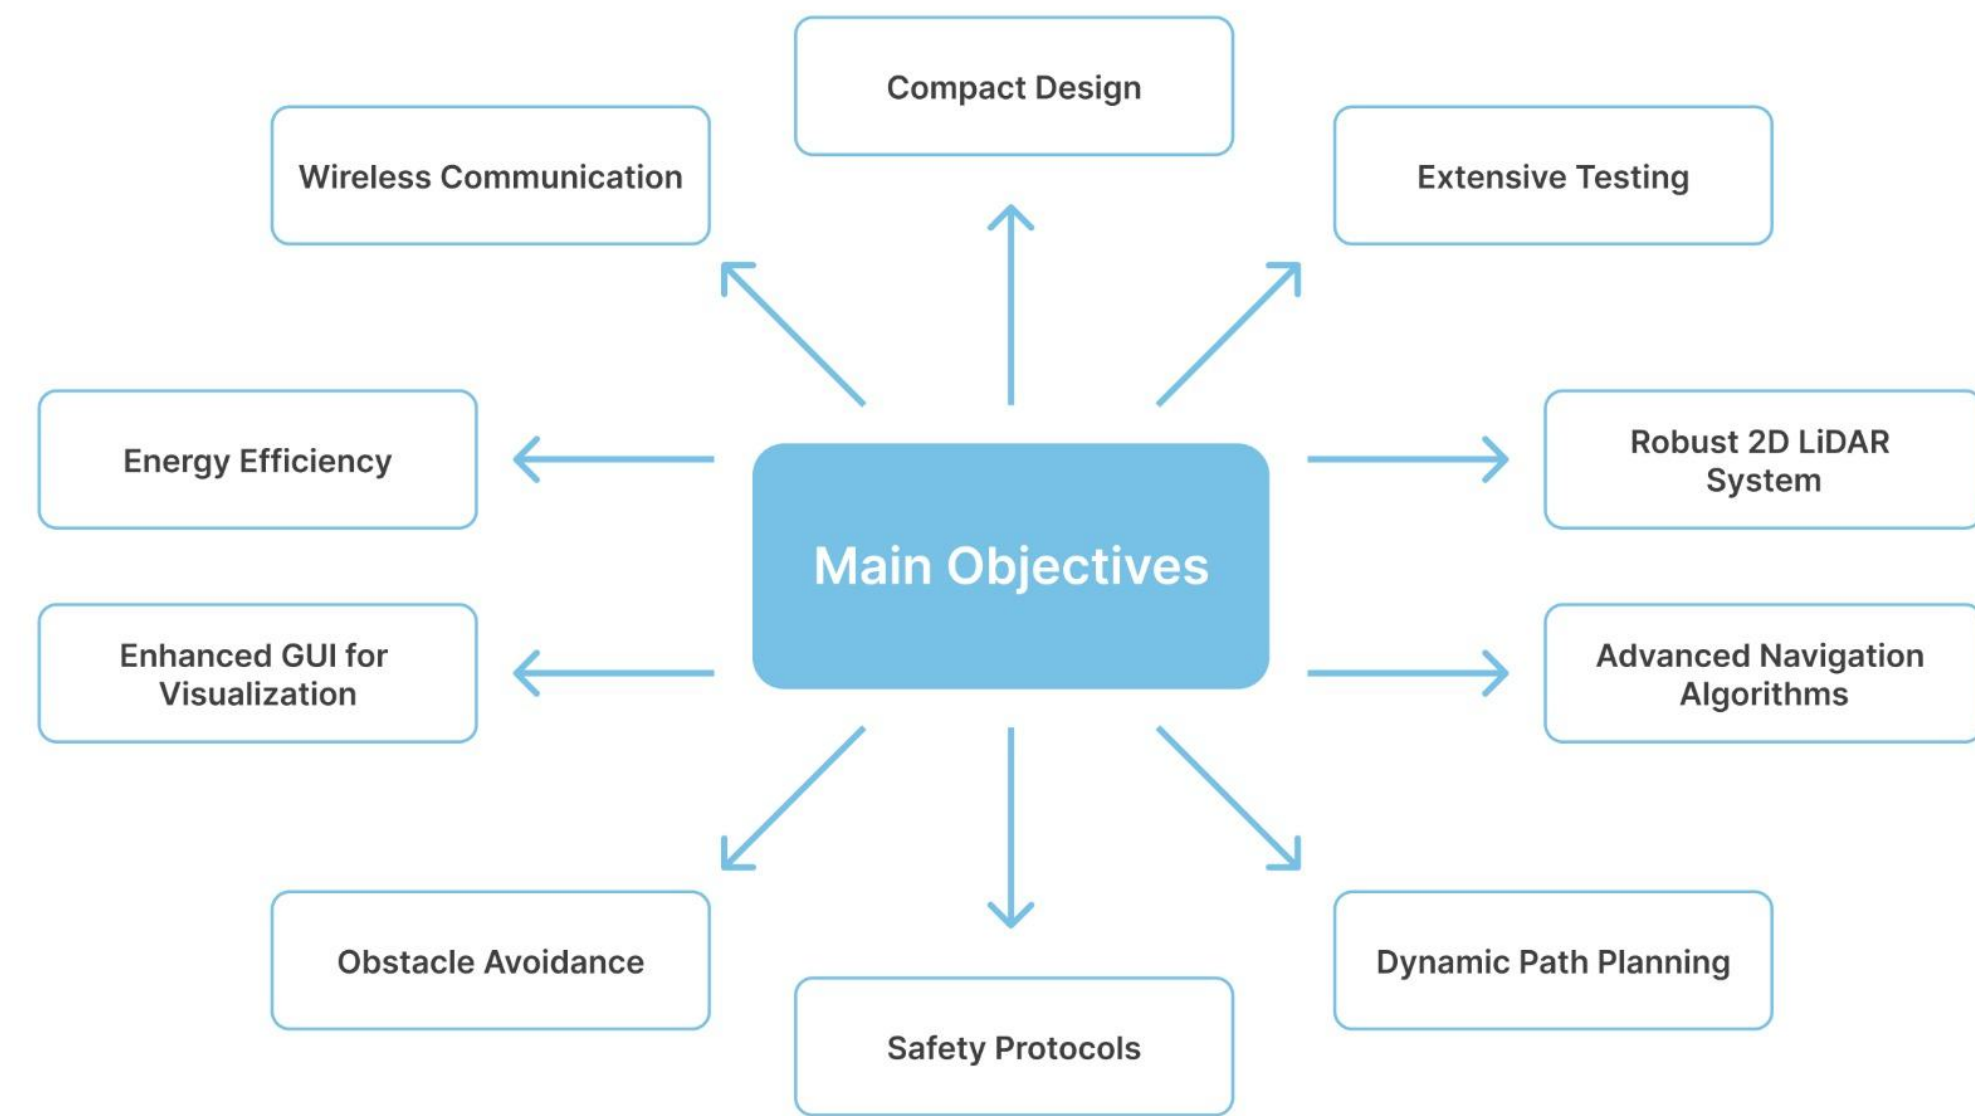 Compact Design
Wireless Communication
Extensive Testing
Energy Efficiency
Robust 2D LiDAR
System
Main Objectives
Enhanced GUI for
Visualization
Advanced Navigation
Algorithms
Obstacle Avoidance
Dynamic Path Planning
Safety Protocols